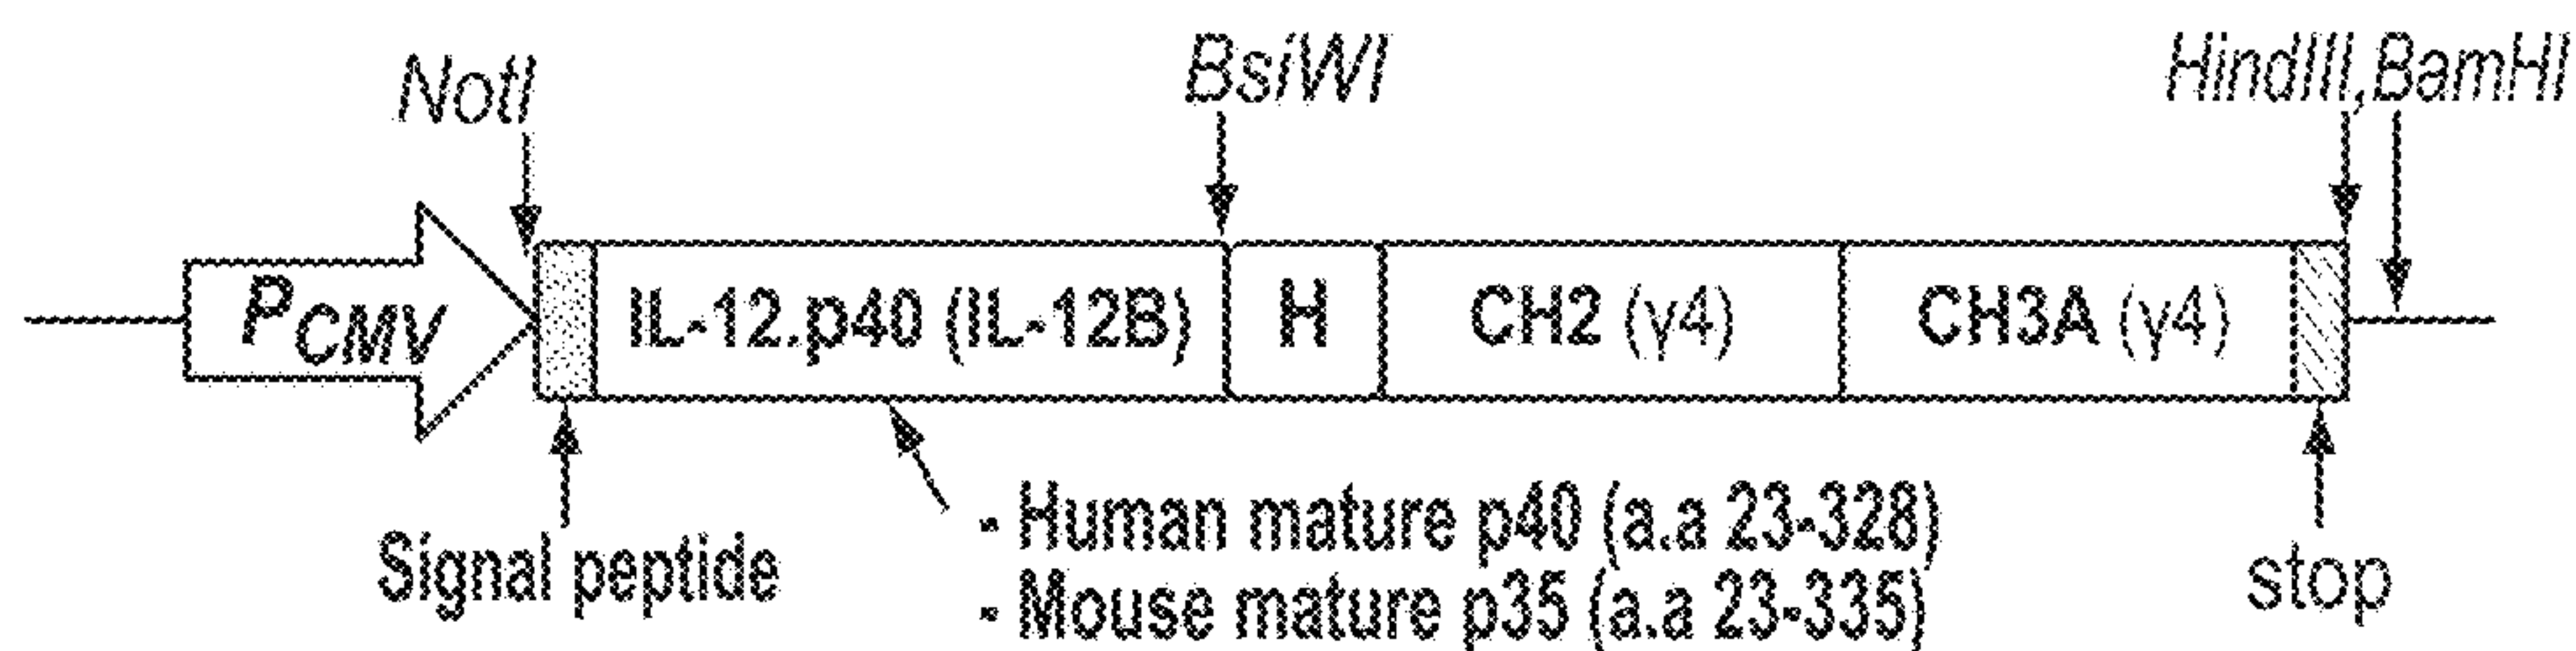 NotI
BsiWI
HindIII,BamHI
PCMV
IL-12.p40 (IL-12B)
H
CH2 (γ4)
CH3A (γ4)
Signal peptide
- Human mature p40 (a.a 23-328)
- Mouse mature p35 (a.a 23-335)
stop